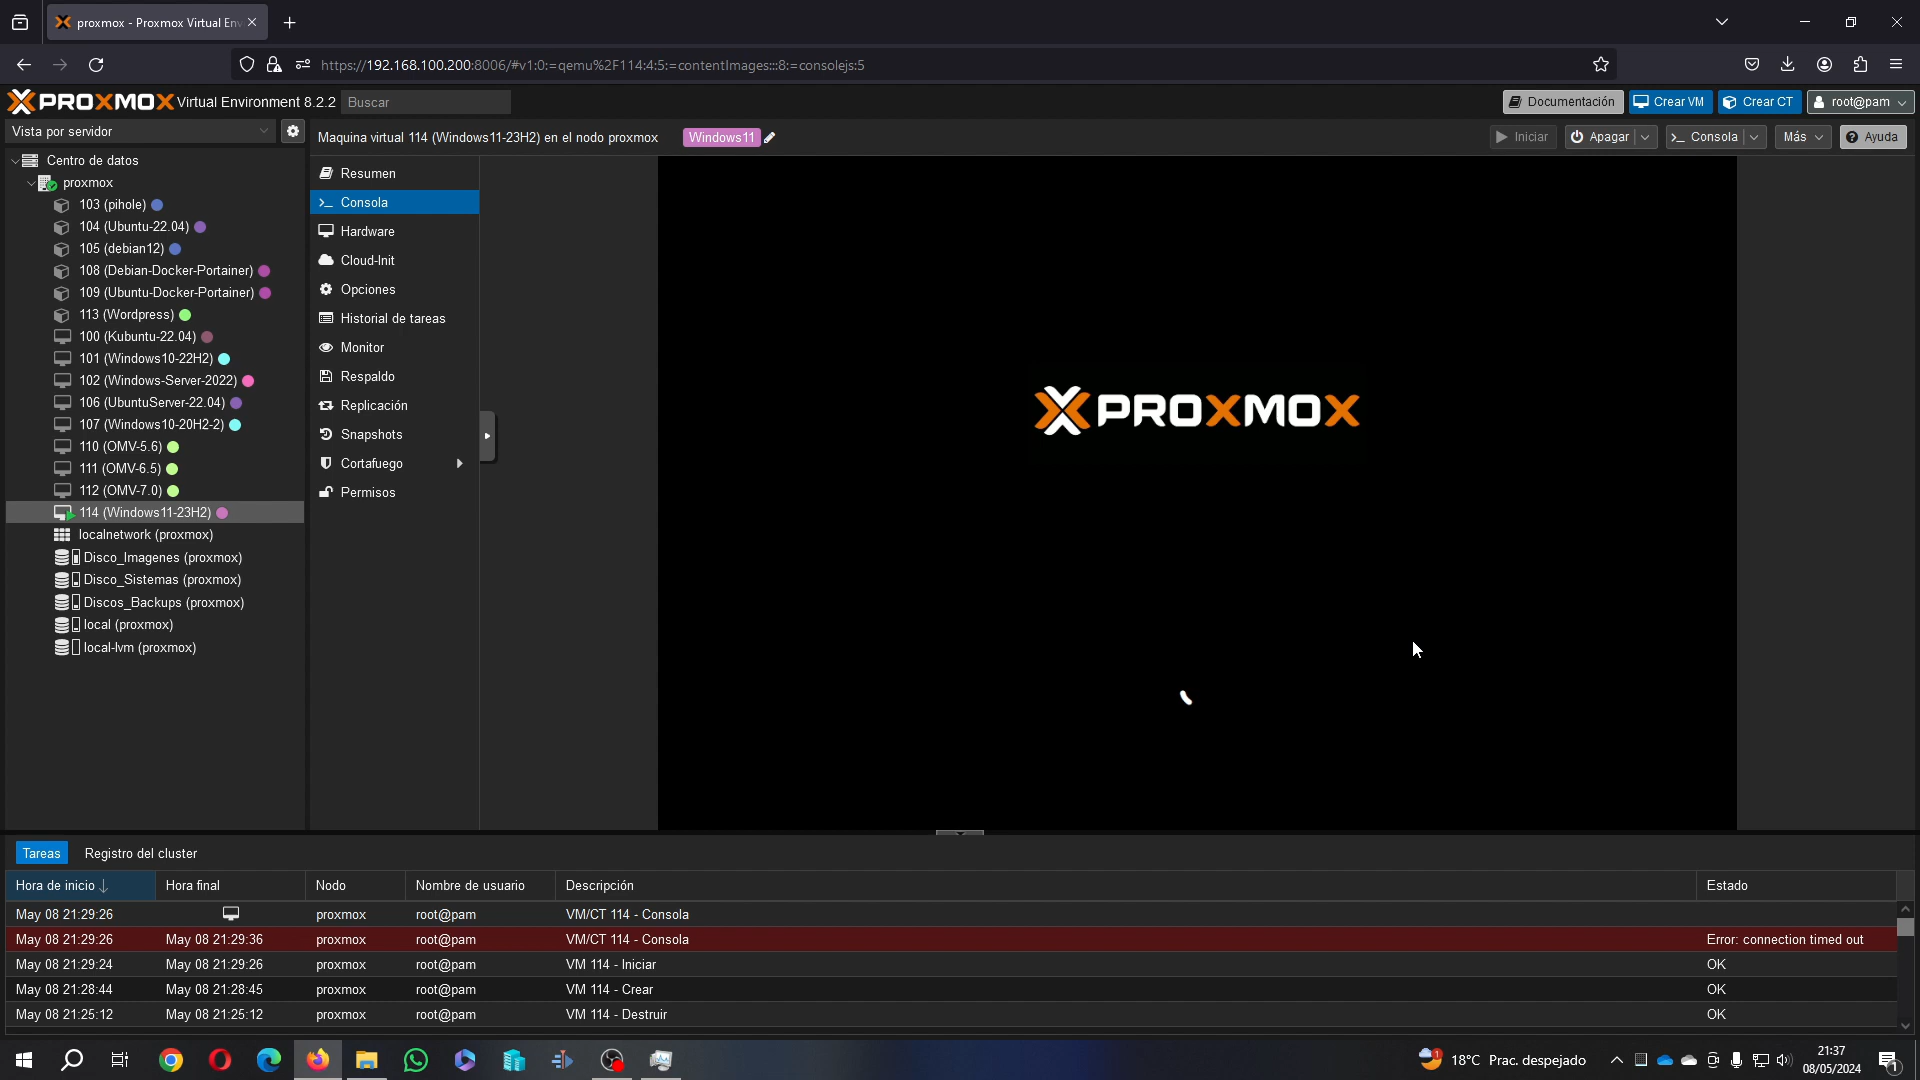 proxmox - Proxmox Virtual En
https://192.168.100.200:8006/#v1:0:=qemu%2F114:4:5:=contentImages:::8:=consolejs:5
PROXMOX Virtual Environment 8.2.2
Buscar
Documentación
Crear VM
Crear CT
root@pam
Vista por servidor
Maquina virtual 114 (Windows11-23H2) en el nodo proxmox
Windows11
Iniciar
Apagar
Consola
Más
Ayuda
Centro de datos
proxmox
103 (pihole)
104 (Ubuntu-22.04)
105 (debian12)
108 (Debian-Docker-Portainer)
109 (Ubuntu-Docker-Portainer)
113 (Wordpress)
100 (Kubuntu-22.04)
101 (Windows10-22H2)
102 (Windows-Server-2022)
106 (UbuntuServer-22.04)
107 (Windows10-20H2-2)
110 (OMV-5.6)
111 (OMV-6.5)
112 (OMV-7.0)
114 (Windows11-23H2)
localnetwork (proxmox)
Disco_Imagenes (proxmox)
Disco_Sistemas (proxmox)
Discos_Backups (proxmox)
local (proxmox)
local-lvm (proxmox)
Resumen
Consola
Hardware
Cloud-Init
Opciones
Historial de tareas
Monitor
Respaldo
Replicación
Snapshots
Cortafuego
Permisos
PROXMOX
Tareas
Registro del cluster
Hora de inicio Hora final Nodo Nombre de usuario Descripción Estado
May 08 21:29:26 proxmox root@pam VM/CT 114 - Consola
May 08 21:29:26 May 08 21:29:36 proxmox root@pam VM/CT 114 - Consola Error: connection timed out
May 08 21:29:24 May 08 21:29:26 proxmox root@pam VM 114 - Iniciar OK
May 08 21:28:44 May 08 21:28:45 proxmox root@pam VM 114 - Crear OK
May 08 21:25:12 May 08 21:25:12 proxmox root@pam VM 114 - Destruir OK
1
18°C Prac. despejado
21:37
08/05/2024
1